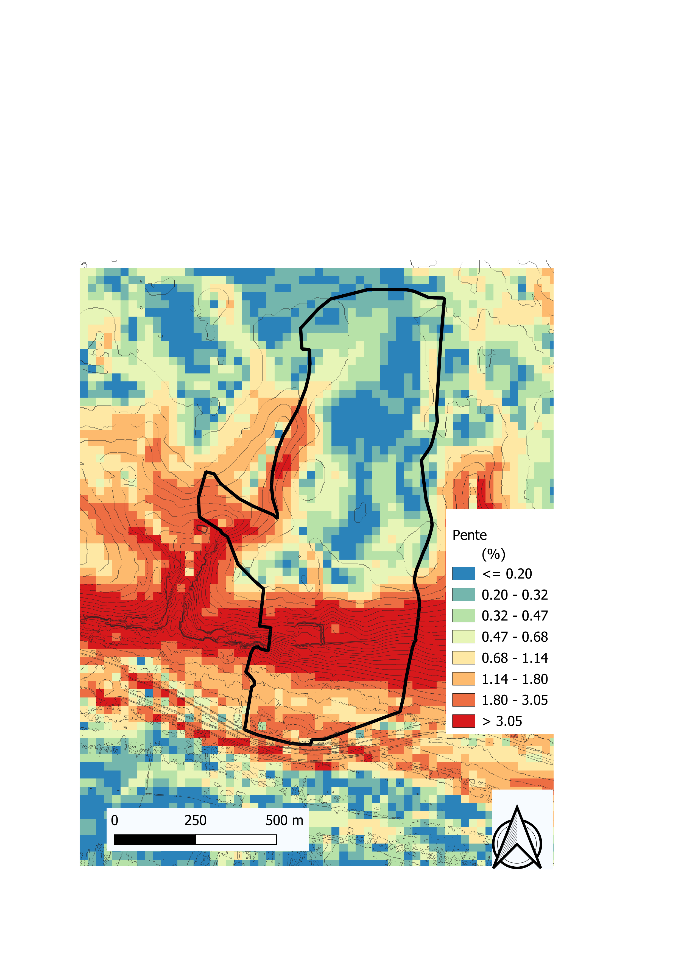 Pente
(%)
<= 0.20
0.20 - 0.32
0.32 - 0.47
0.47 - 0.68
0.68 - 1.14
1.14 - 1.80
1.80 - 3.05
> 3.05
0 250 500 m